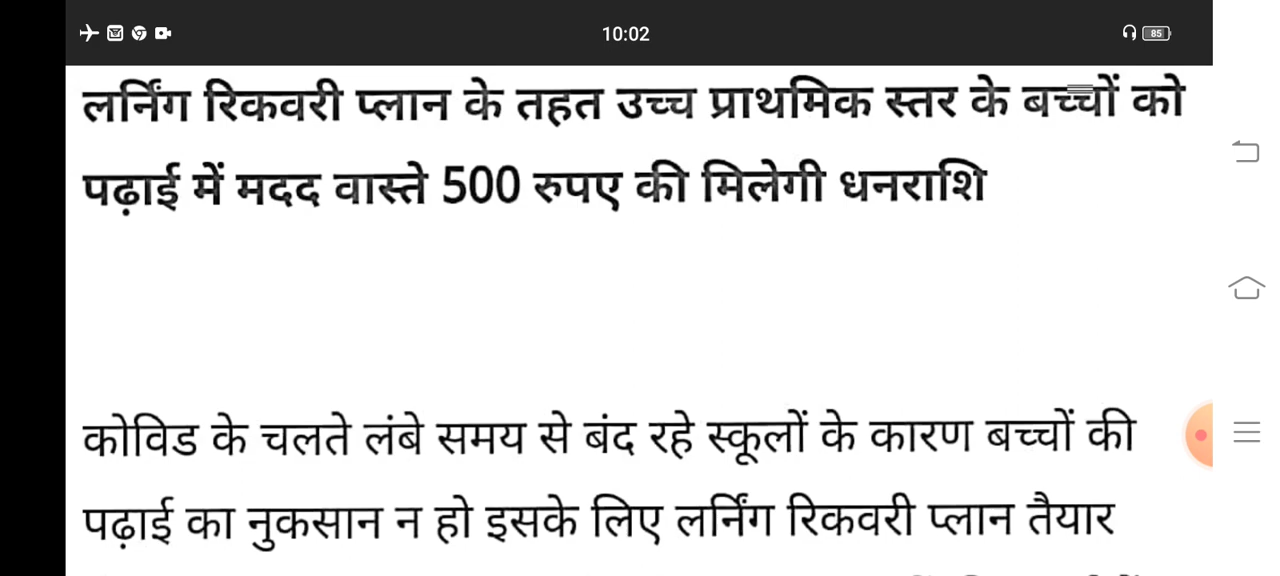 10:02
85
लर्निंग रिकवरी प्लान के तहत उच्च प्राथमिक स्तर के बच्चों को
पढ़ाई में मदद वास्ते 500 रुपए की मिलेगी धनराशि
कोविड के चलते लंबे समय से बंद रहे स्कूलों के कारण बच्चों की
पढ़ाई का नुकसान न हो इसके लिए लर्निंग रिकवरी प्लान तैयार